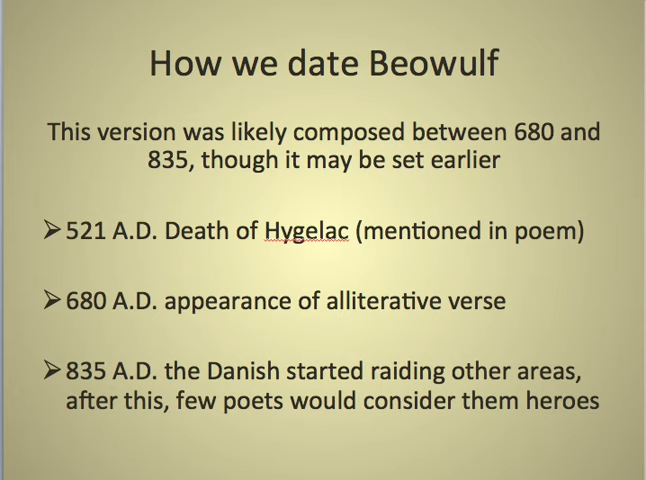 How we date Beowulf
This version was likely composed between 680 and
835, though it may be set earlier
➢521 A.D. Death of Hygelac (mentioned in poem)
➢680 A.D. appearance of alliterative verse
➢835 A.D. the Danish started raiding other areas,
after this, few poets would consider them heroes